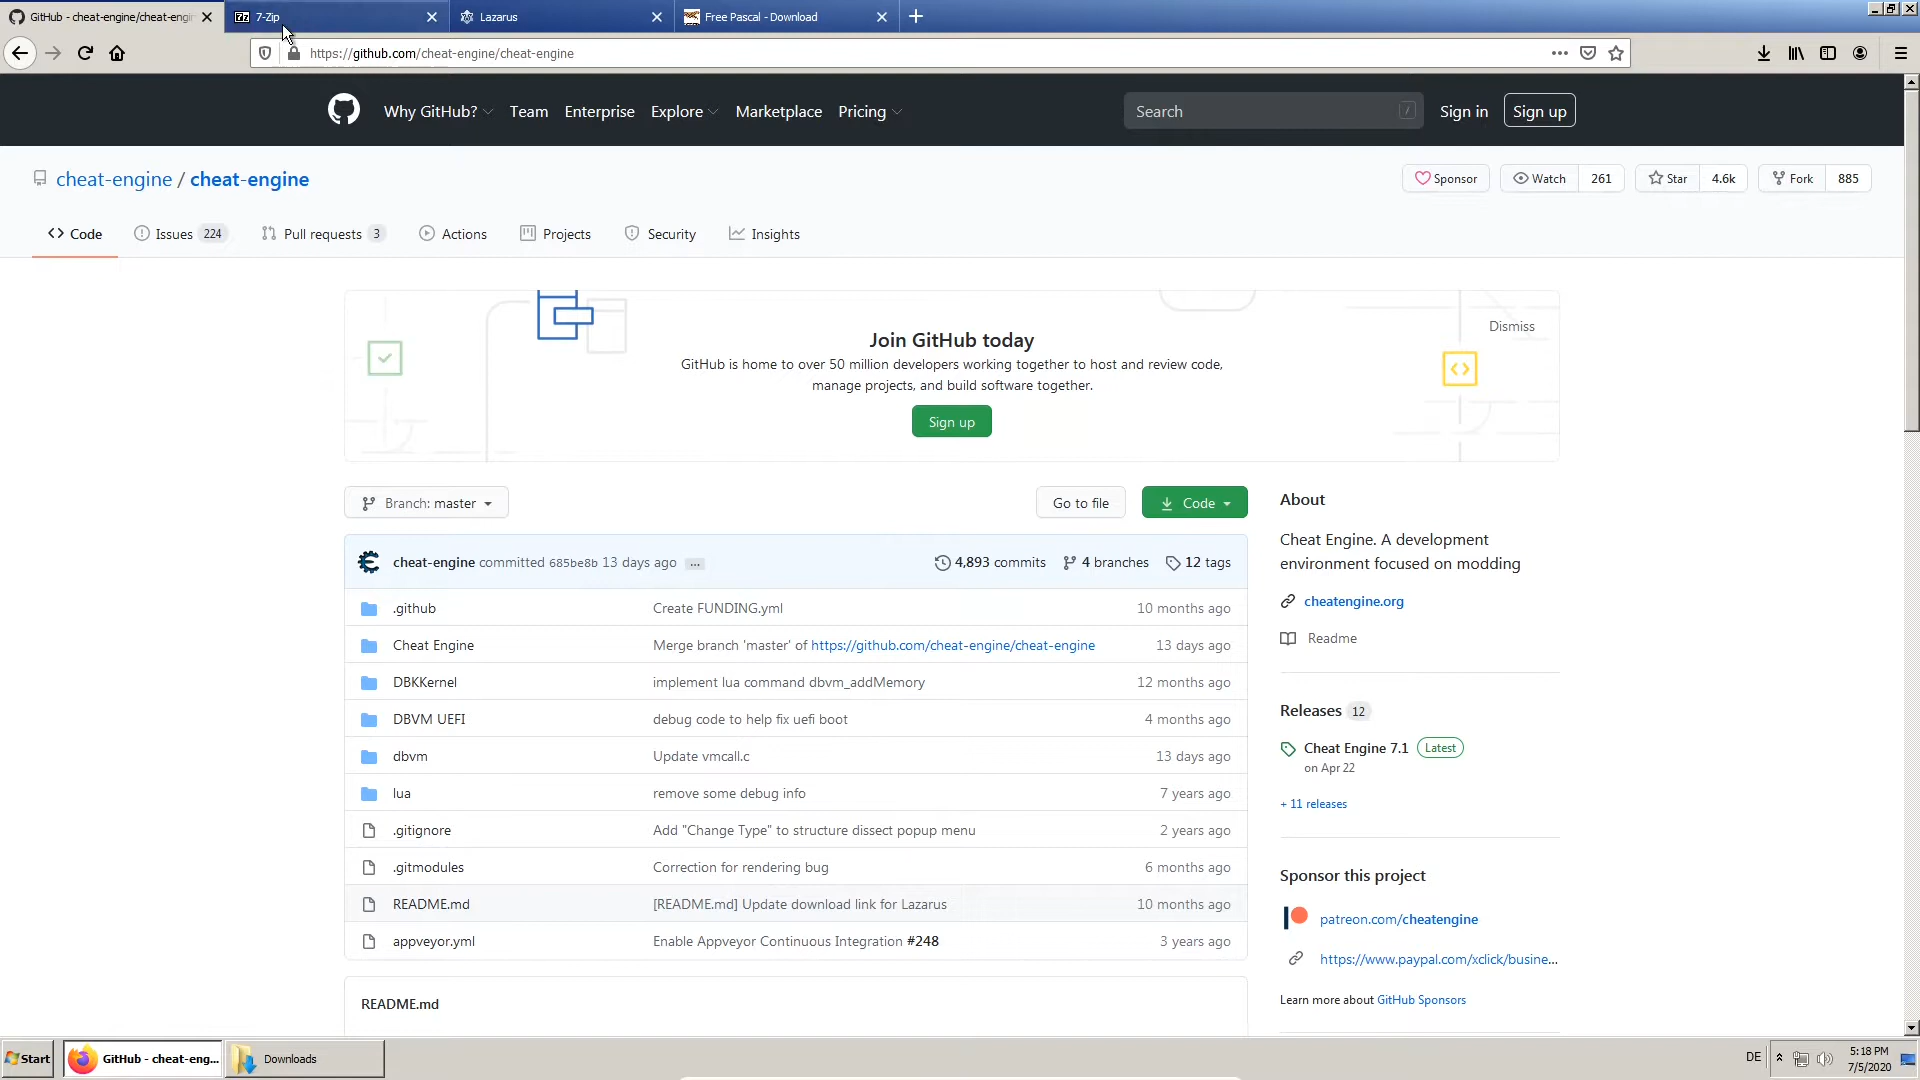 GitHub - cheat-engine/cheat-engin
7-Zip
Lazarus
Free Pascal - Download
https://github.com/cheat-engine/cheat-engine
Why GitHub?
Team
Enterprise
Explore
Marketplace
Pricing
Search
/
Sign in
Sign up
cheat-engine / cheat-engine
Sponsor
Watch 261
Star 4.6k
Fork 885
Code
Issues 224
Pull requests 3
Actions
Projects
Security
Insights
Dismiss
Join GitHub today
GitHub is home to over 50 million developers working together to host and review code,
manage projects, and build software together.
Sign up
Branch: master
Go to file
Code
cheat-engine committed 685be8b 13 days ago ...
4,893 commits
4 branches
12 tags
.github Create FUNDING.yml 10 months ago
Cheat Engine Merge branch 'master' of https://github.com/cheat-engine/cheat-engine 13 days ago
DBKKernel implement lua command dbvm_addMemory 12 months ago
DBVM UEFI debug code to help fix uefi boot 4 months ago
dbvm Update vmcall.c 13 days ago
lua remove some debug info 7 years ago
.gitignore Add "Change Type" to structure dissect popup menu 2 years ago
.gitmodules Correction for rendering bug 6 months ago
README.md [README.md] Update download link for Lazarus 10 months ago
appveyor.yml Enable Appveyor Continuous Integration #248 3 years ago
README.md
About
Cheat Engine. A development
environment focused on modding
cheatengine.org
Readme
Releases 12
Cheat Engine 7.1 Latest
on Apr 22
+ 11 releases
Sponsor this project
patreon.com/cheatengine
https://www.paypal.com/xclick/busine...
Learn more about GitHub Sponsors
Start
GitHub - cheat-eng...
Downloads
DE
5:18 PM
7/5/2020